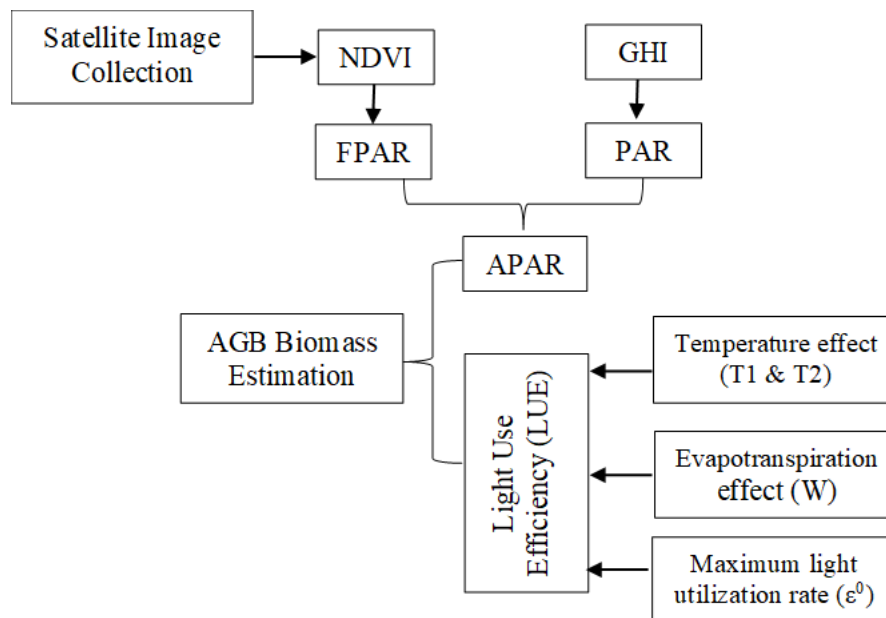 Satellite Image
Collection
NDVI
GHI
FPAR
PAR
APAR
AGB Biomass
Estimation
Light Use
Efficiency (LUE)
Temperature effect
(T1 & T2)
Evapotranspiration
effect (W)
Maximum light
utilization rate (ε⁰)